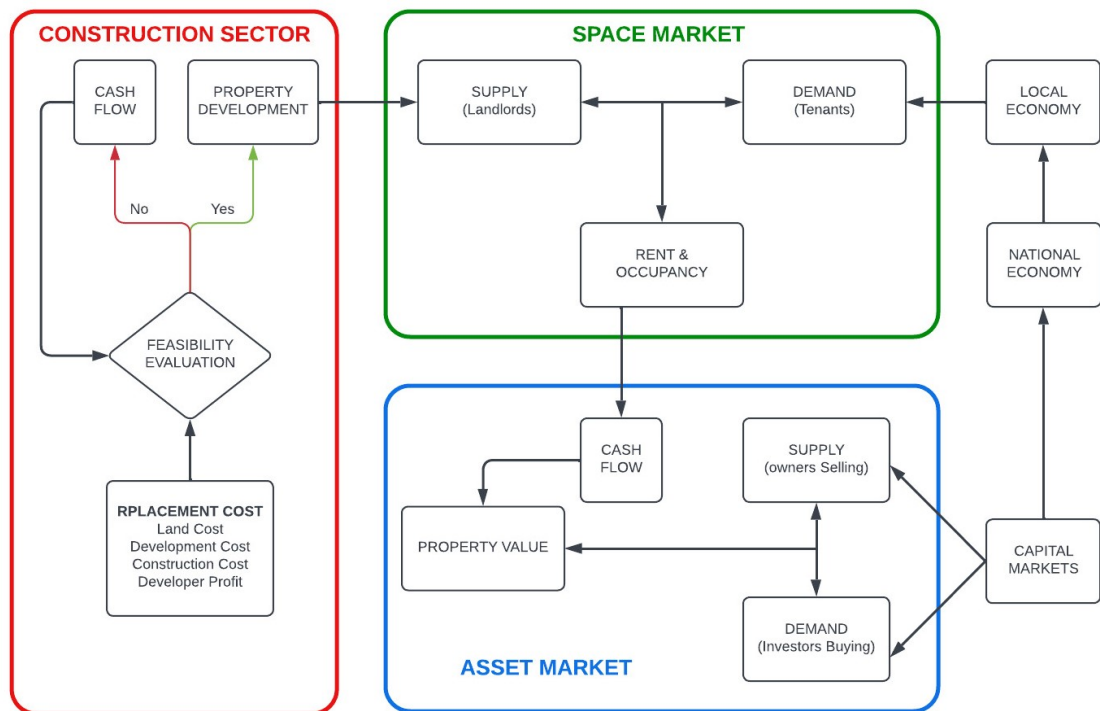 CONSTRUCTION SECTOR
CASH
FLOW
PROPERTY
DEVELOPMENT
No
Yes
FEASIBILITY
EVALUATION
RPLACEMENT COST
Land Cost
Development Cost
Construction Cost
Developer Profit
SPACE MARKET
SUPPLY
(Landlords)
DEMAND
(Tenants)
RENT &
OCCUPANCY
LOCAL
ECONOMY
NATIONAL
ECONOMY
CASH
FLOW
SUPPLY
(owners Selling)
PROPERTY VALUE
DEMAND
(Investors Buying)
ASSET MARKET
CAPITAL
MARKETS